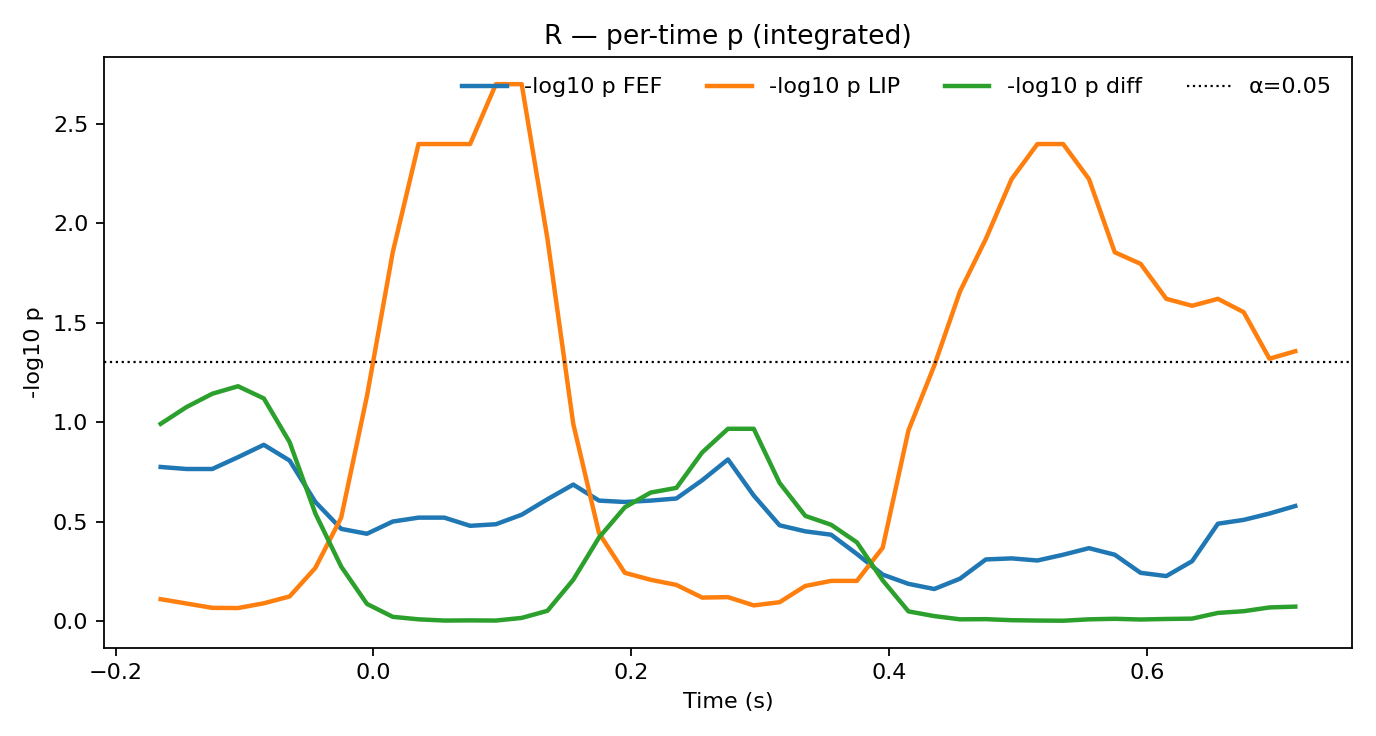 R — per-time p (integrated)
-log10 p FEF
-log10 p LIP
-log10 p diff
α=0.05
-log10 p
2.5
2.0
1.5
1.0
0.5
0.0
−0.2
0.0
0.2
0.4
0.6
Time (s)